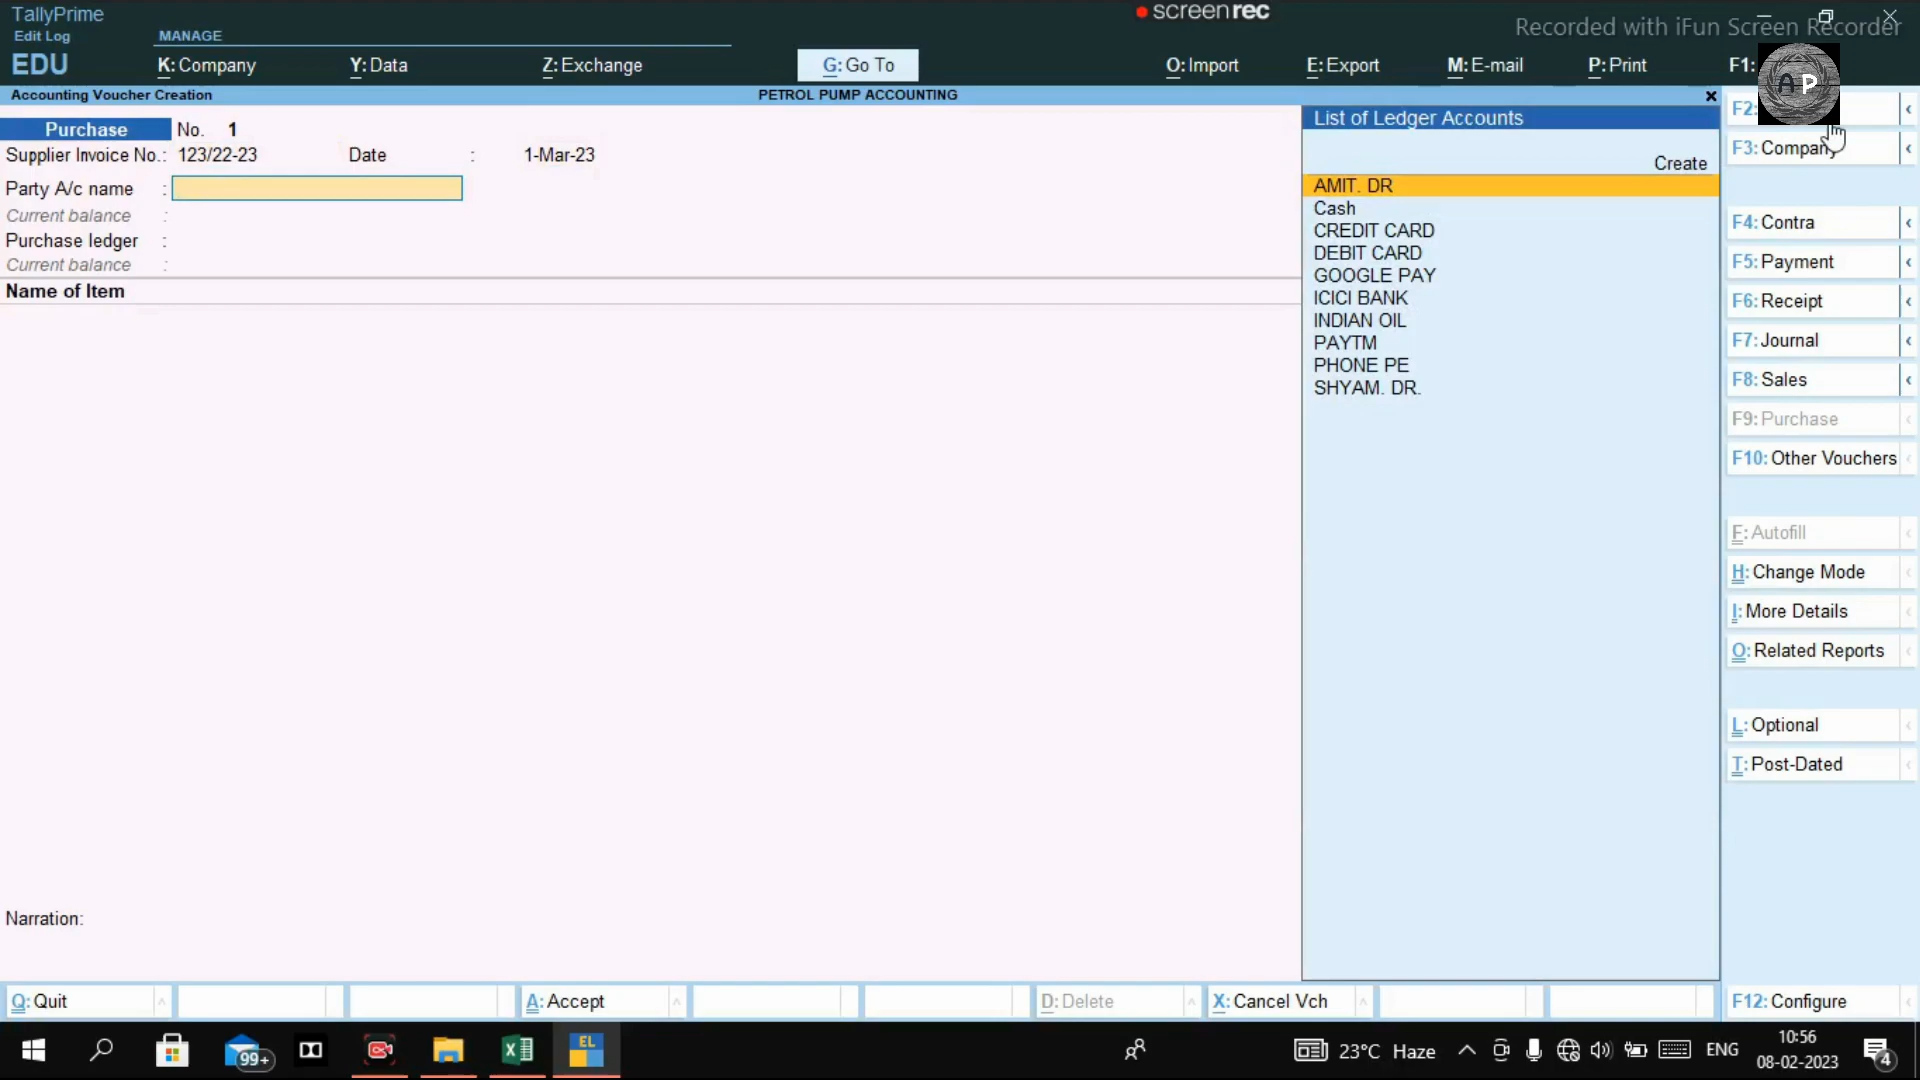 TallyPrime
Edit Log
EDU
MANAGE
K: Company
Y: Data
Z: Exchange
G: Go To
O: Import
E: Export
M: E-mail
P: Print
F1:
screenrec
Recorded with iFun Screen Recorder
AP
Accounting Voucher Creation
PETROL PUMP ACCOUNTING
Purchase No. 1
Supplier Invoice No.: 123/22-23 Date : 1-Mar-23
Party A/c name :
Current balance :
Purchase ledger :
Current balance :
Name of Item
Narration:
List of Ledger Accounts
Create
AMIT. DR
Cash
CREDIT CARD
DEBIT CARD
GOOGLE PAY
ICICI BANK
INDIAN OIL
PAYTM
PHONE PE
SHYAM. DR.
F2:
F3: Company
F4: Contra
F5: Payment
F6: Receipt
F7: Journal
F8: Sales
F9: Purchase
F10: Other Vouchers
F: Autofill
H: Change Mode
I: More Details
O: Related Reports
L: Optional
T: Post-Dated
F12: Configure
Q: Quit
A: Accept
D: Delete
X: Cancel Vch
99+
EL
23°C Haze
ENG
10:56
08-02-2023
4